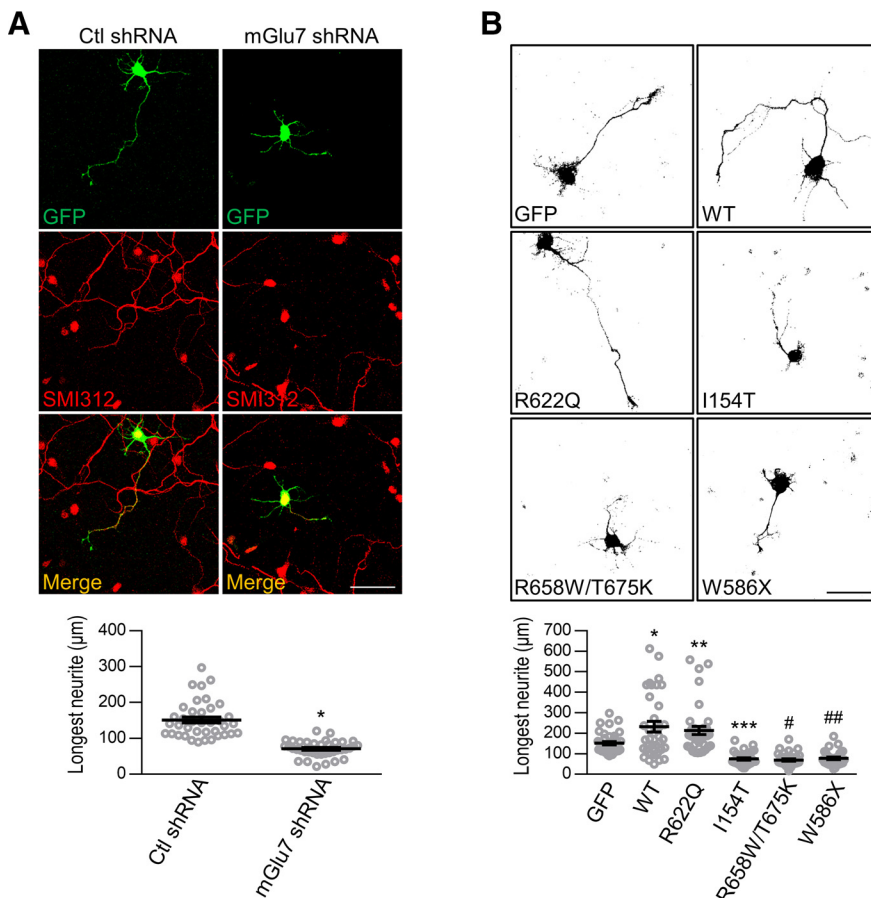 A
Ctl shRNA mGlu7 shRNA
GFP GFP
SMI312 SMI312
Merge Merge
Longest neurite (µm)
400
300
200
100
0
*
Ctl shRNA
mGlu7 shRNA
B
GFP WT
R622Q I154T
R658W/T675K W586X
Longest neurite (µm)
700
600
500
400
300
200
100
0
* ** *** # ##
GFP
WT
R622Q
I154T
R658W/T675K
W586X